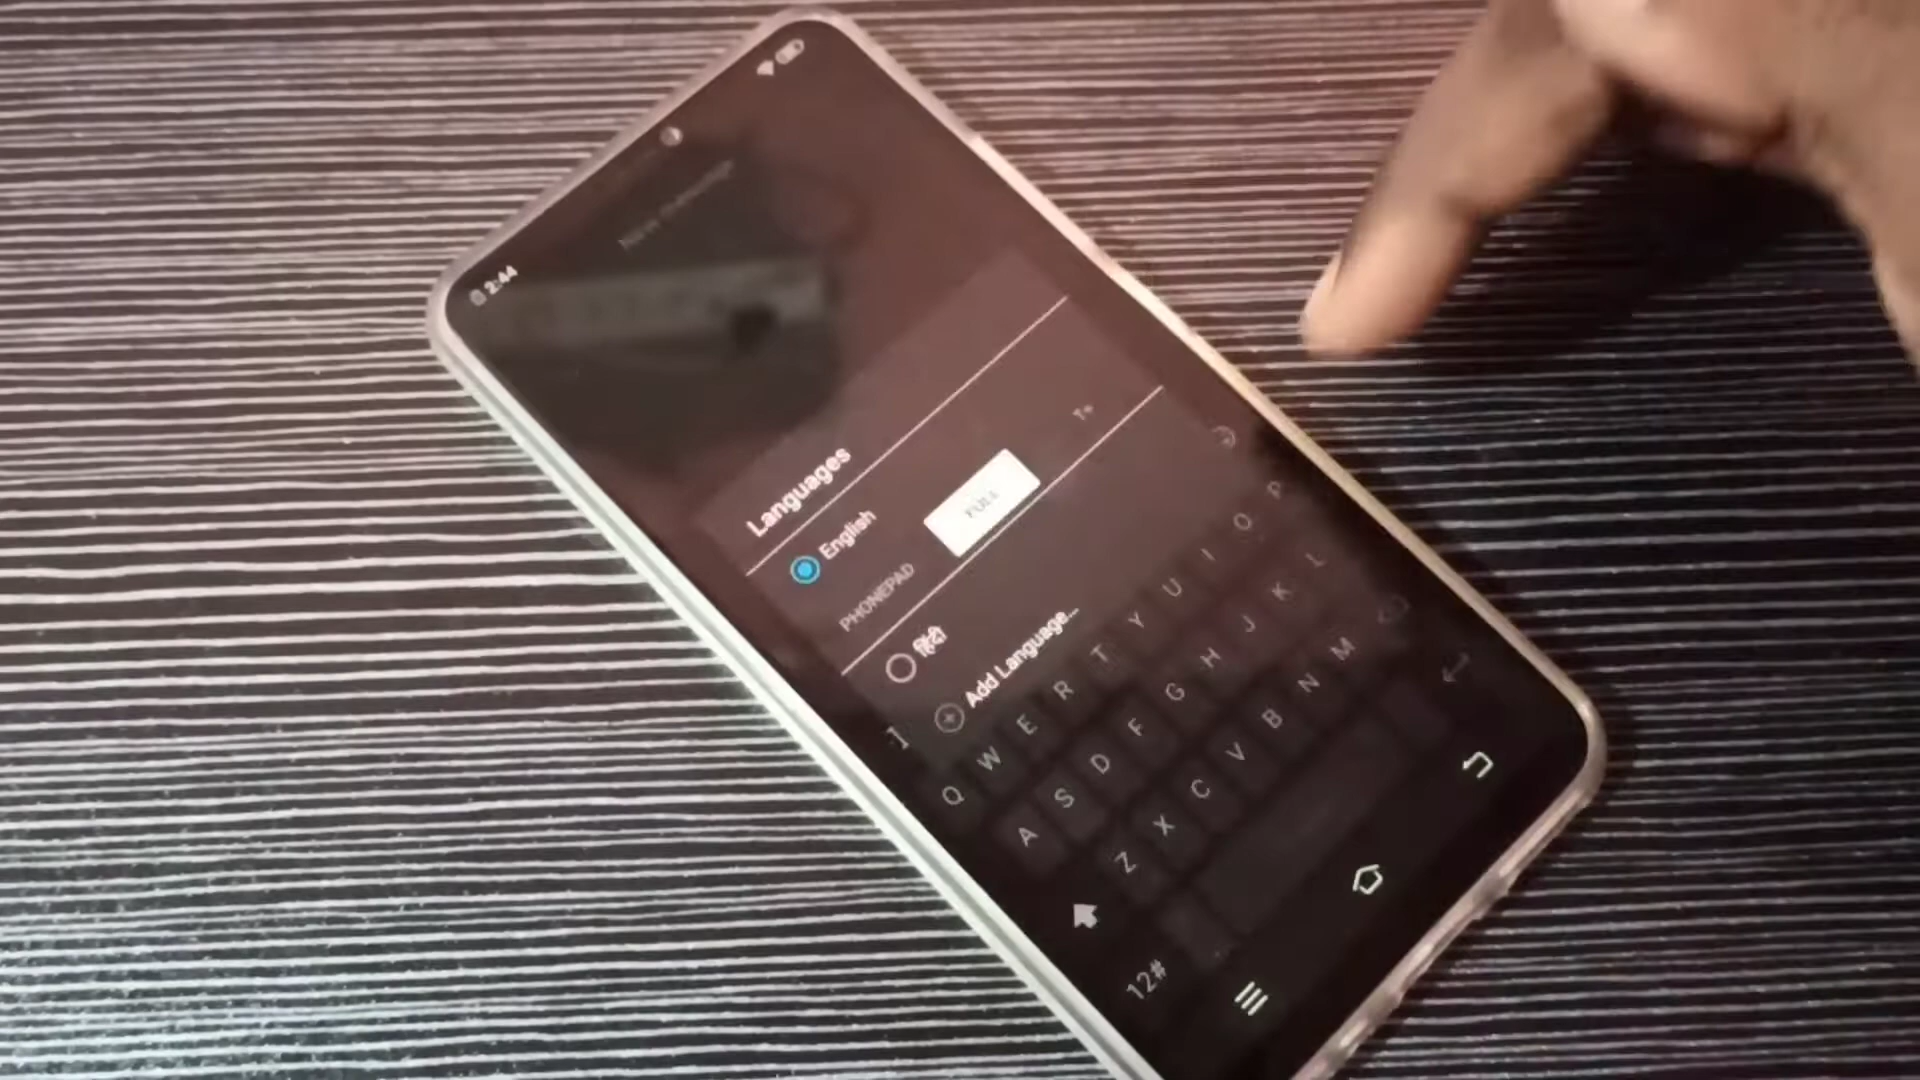 2:44
Languages
English
PHONEPAD FULL T+
हिंदी
Add Language...
Q W E R T Y U I O P
A S D F G H J K L
Z X C V B N M
12#